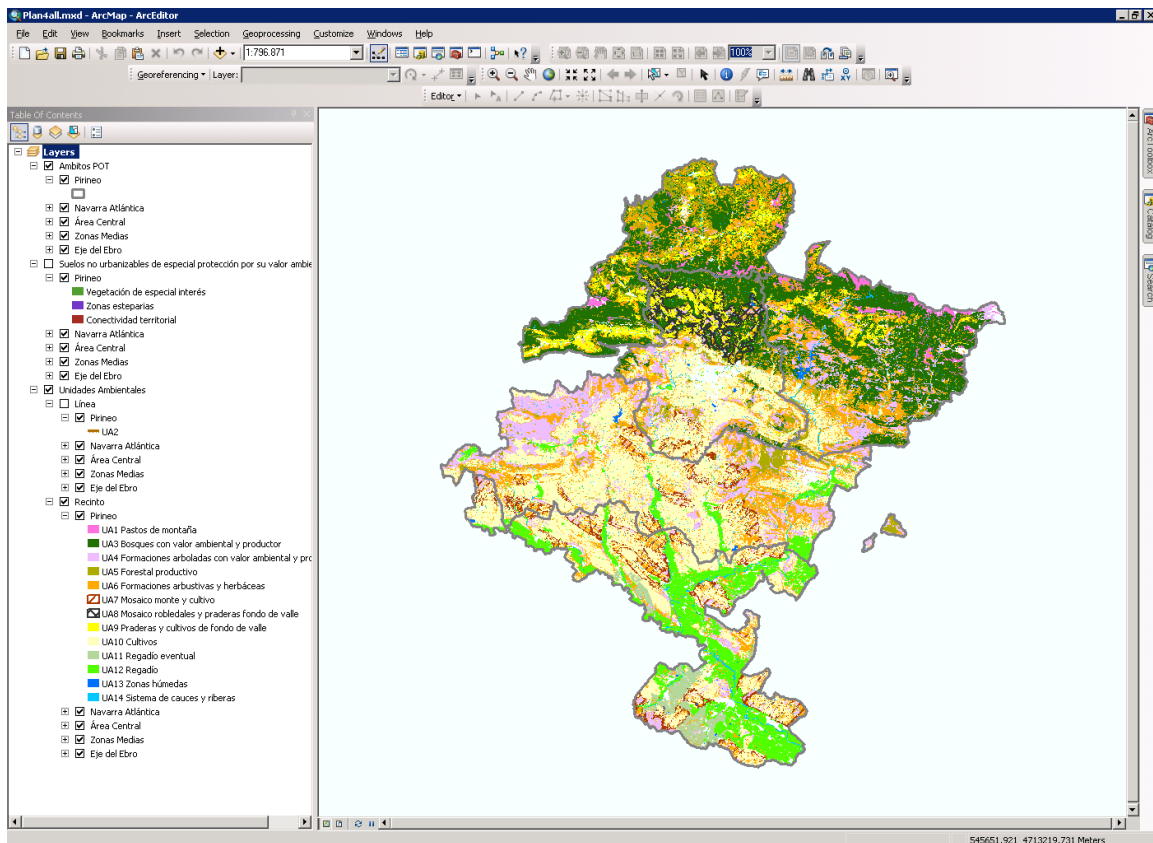 Plan4all.mxd - ArcMap - ArcEditor
File Edit View Bookmarks Insert Selection Geoprocessing Customize Windows Help
1:796.871 100%
Georeferencing Layer:
Editor
Table Of Contents
Layers
Ambitos POT
Pirineo
Navarra Atlántica
Área Central
Zonas Medias
Eje del Ebro
Suelos no urbanizables de especial protección por su valor ambie
Pirineo
Vegetación de especial interés
Zonas esteparias
Conectividad territorial
Navarra Atlántica
Área Central
Zonas Medias
Eje del Ebro
Unidades Ambientales
Línea
Pirineo
UA2
Navarra Atlántica
Área Central
Zonas Medias
Eje del Ebro
Recinto
Pirineo
UA1 Pastos de montaña
UA3 Bosques con valor ambiental y productor
UA4 Formaciones arboladas con valor ambiental y pro
UA5 Forestal productivo
UA6 Formaciones arbustivas y herbáceas
UA7 Mosaico monte y cultivo
UA8 Mosaico robledales y praderas fondo de valle
UA9 Praderas y cultivos de fondo de valle
UA10 Cultivos
UA11 Regadío eventual
UA12 Regadío
UA13 Zonas húmedas
UA14 Sistema de cauces y riberas
Navarra Atlántica
Área Central
Zonas Medias
Eje del Ebro
ArcToolbox
Catalog
Search
545651,921 4713219,731 Meters